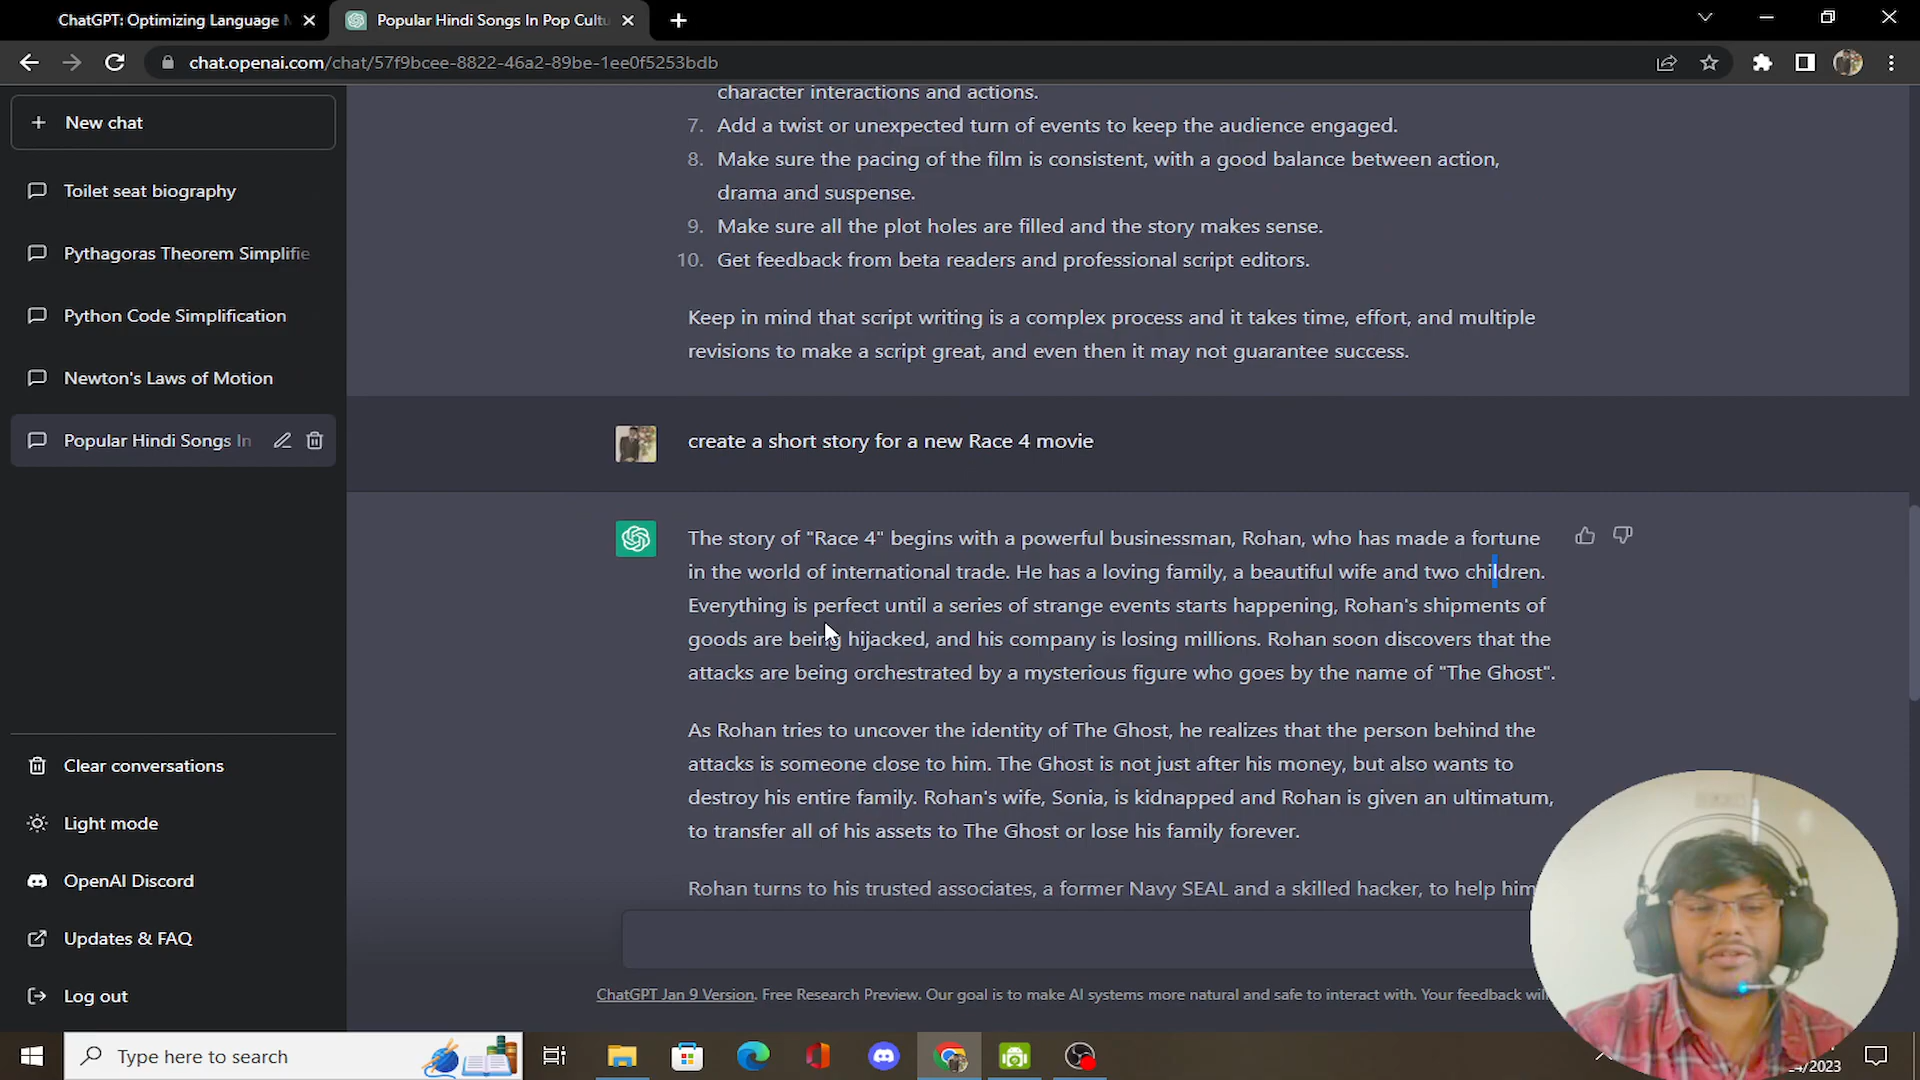 ChatGPT: Optimizing Language M
Popular Hindi Songs In Pop Cultu
chat.openai.com/chat/57f9bcee-8822-46a2-89be-1ee0f5253bdb
New chat
Toilet seat biography
Pythagoras Theorem Simplifie
Python Code Simplification
Newton's Laws of Motion
Popular Hindi Songs In
Clear conversations
Light mode
OpenAI Discord
Updates & FAQ
Log out
character interactions and actions.
7. Add a twist or unexpected turn of events to keep the audience engaged.
8. Make sure the pacing of the film is consistent, with a good balance between action,
drama and suspense.
9. Make sure all the plot holes are filled and the story makes sense.
10. Get feedback from beta readers and professional script editors.
Keep in mind that script writing is a complex process and it takes time, effort, and multiple
revisions to make a script great, and even then it may not guarantee success.
create a short story for a new Race 4 movie
The story of "Race 4" begins with a powerful businessman, Rohan, who has made a fortune
in the world of international trade. He has a loving family, a beautiful wife and two children.
Everything is perfect until a series of strange events starts happening, Rohan's shipments of
goods are being hijacked, and his company is losing millions. Rohan soon discovers that the
attacks are being orchestrated by a mysterious figure who goes by the name of "The Ghost".
As Rohan tries to uncover the identity of The Ghost, he realizes that the person behind the
attacks is someone close to him. The Ghost is not just after his money, but also wants to
destroy his entire family. Rohan's wife, Sonia, is kidnapped and Rohan is given an ultimatum,
to transfer all of his assets to The Ghost or lose his family forever.
Rohan turns to his trusted associates, a former Navy SEAL and a skilled hacker, to help him
ChatGPT Jan 9 Version. Free Research Preview. Our goal is to make AI systems more natural and safe to interact with. Your feedback will
Type here to search
/2023